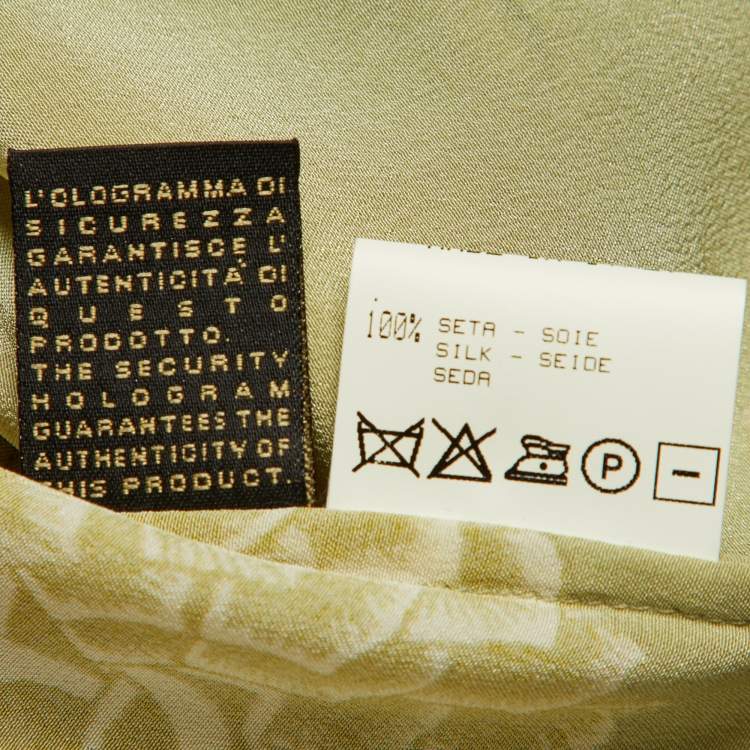 L'OLOGRAMMA DI
SICUREZZA
GARANTISCE L'
AUTENTICITÀ DI
QUESTO
PRODOTTO.
THE SECURITY
HOLOGRAM
GUARANTEES THE
AUTHENTICITY OF
THIS PRODUCT.
100% SETA - SOIE
SILK - SEIDE
SEDA
P